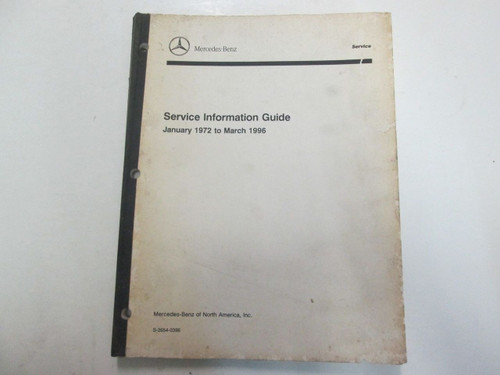 Mercedes-Benz
Service
Service Information Guide
January 1972 to March 1996
Mercedes-Benz of North America, Inc.